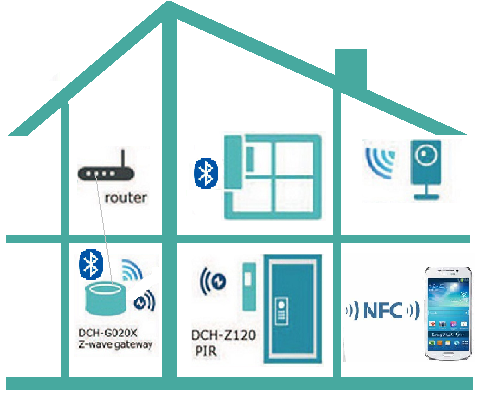 router
DCH-G020X
Z-wave gateway
DCH-Z120
PIR
NFC